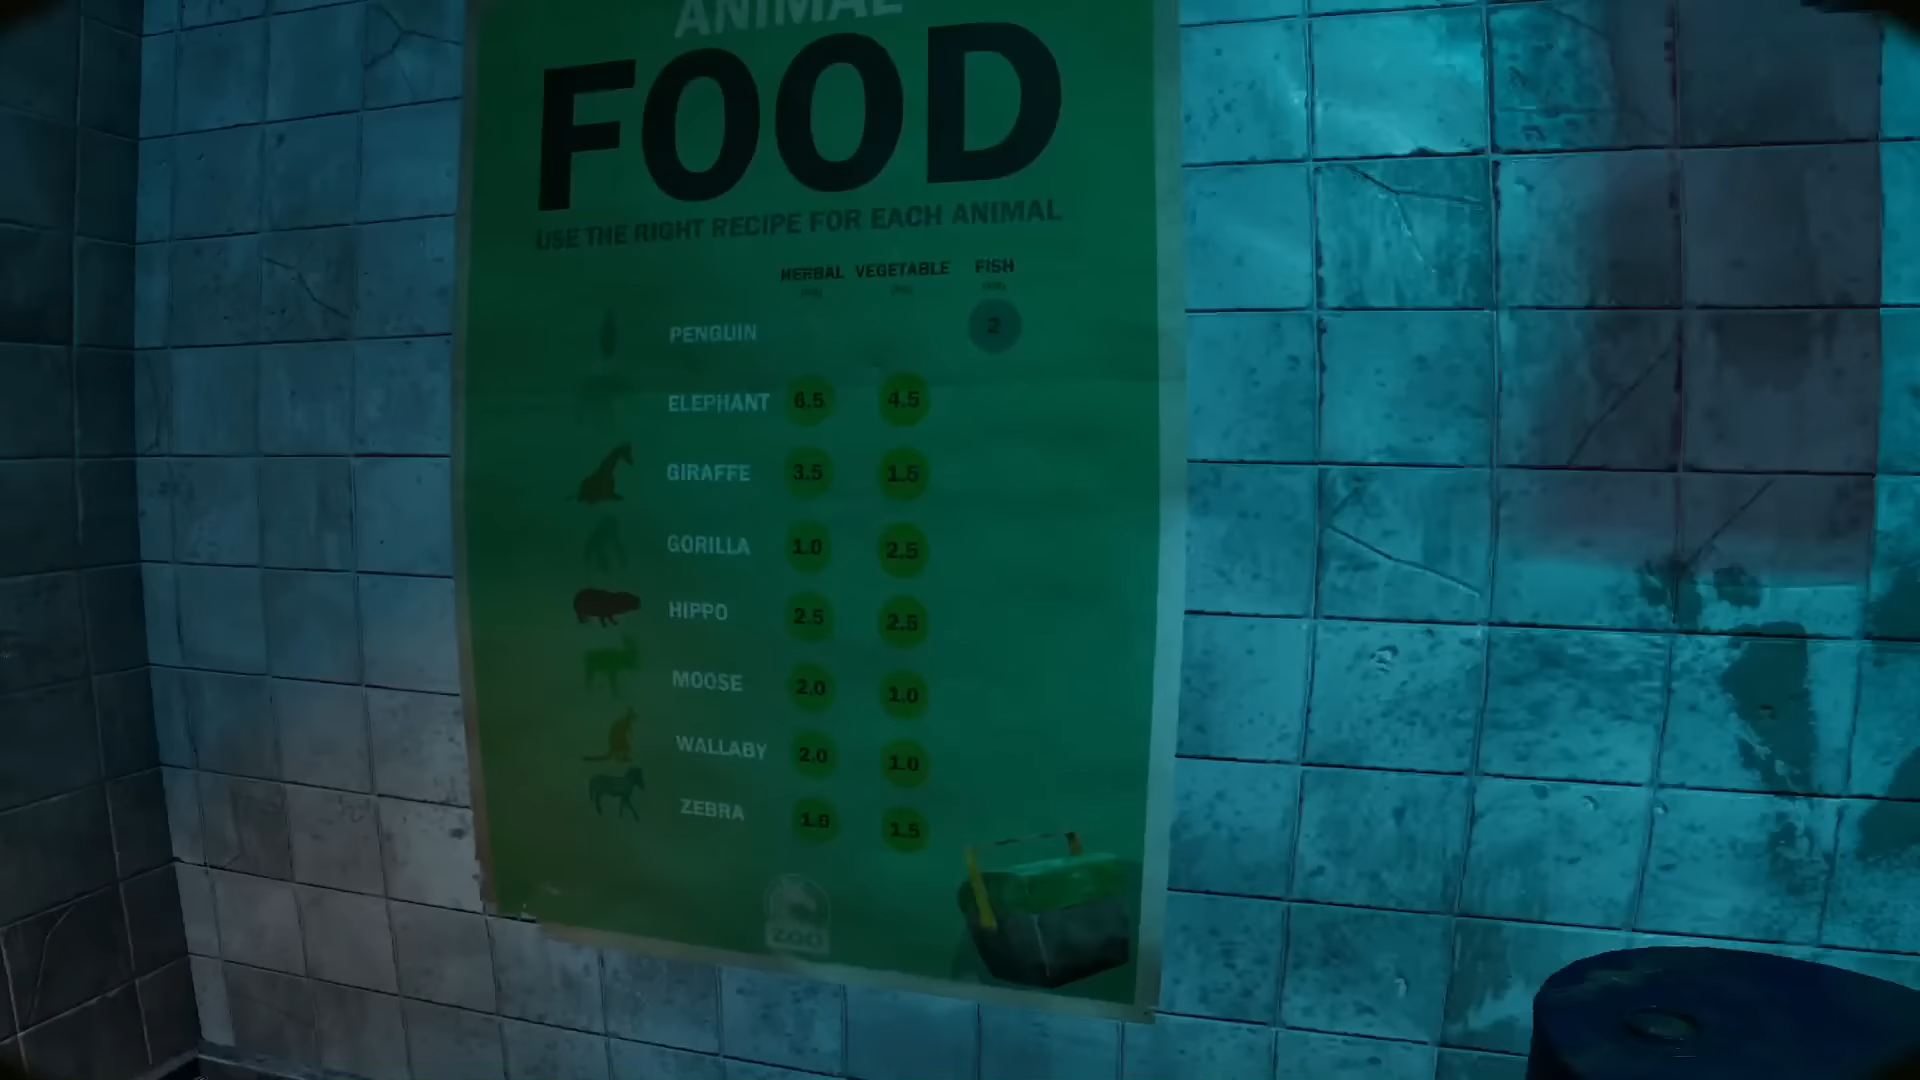 ANIMAL
FOOD
USE THE RIGHT RECIPE FOR EACH ANIMAL
HERBAL VEGETABLE FISH
PENGUIN 2
ELEPHANT 6.5 4.5
GIRAFFE 3.5 1.5
GORILLA 1.0 2.5
HIPPO 2.5 2.5
MOOSE 2.0 1.0
WALLABY 2.0 1.0
ZEBRA 1.0 1.5
ZOO